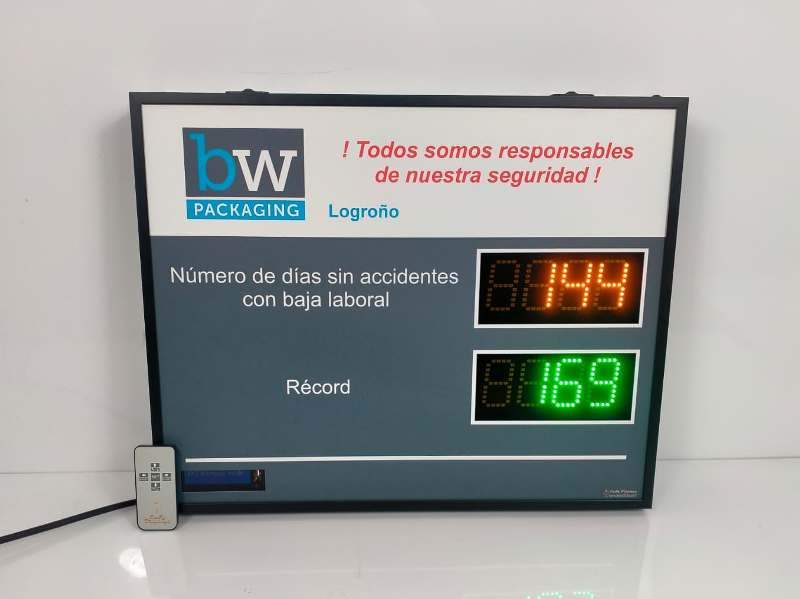 bw
PACKAGING
Logroño
! Todos somos responsables
de nuestra seguridad !
Número de días sin accidentes
con baja laboral
144
Récord
169